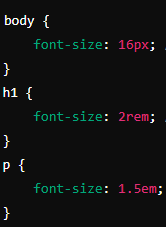 body {
    font-size: 16px;
}
h1 {
    font-size: 2rem;
}
p {
    font-size: 1.5em;
}